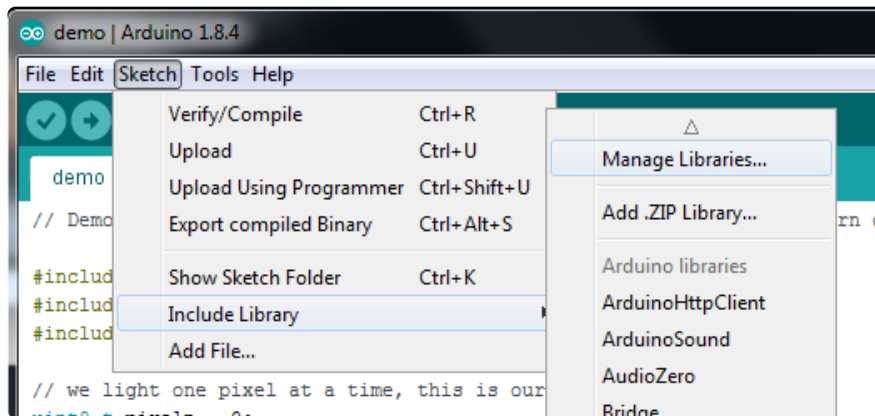 demo | Arduino 1.8.4
File Edit Sketch Tools Help
Verify/Compile Ctrl+R
Upload Ctrl+U
Upload Using Programmer Ctrl+Shift+U
Export compiled Binary Ctrl+Alt+S
Show Sketch Folder Ctrl+K
Include Library
Add File...
Manage Libraries...
Add .ZIP Library...
Arduino libraries
ArduinoHttpClient
ArduinoSound
AudioZero
Bridge
demo
// Demo
#includ
#includ
#includ
// we light one pixel at a time, this is our